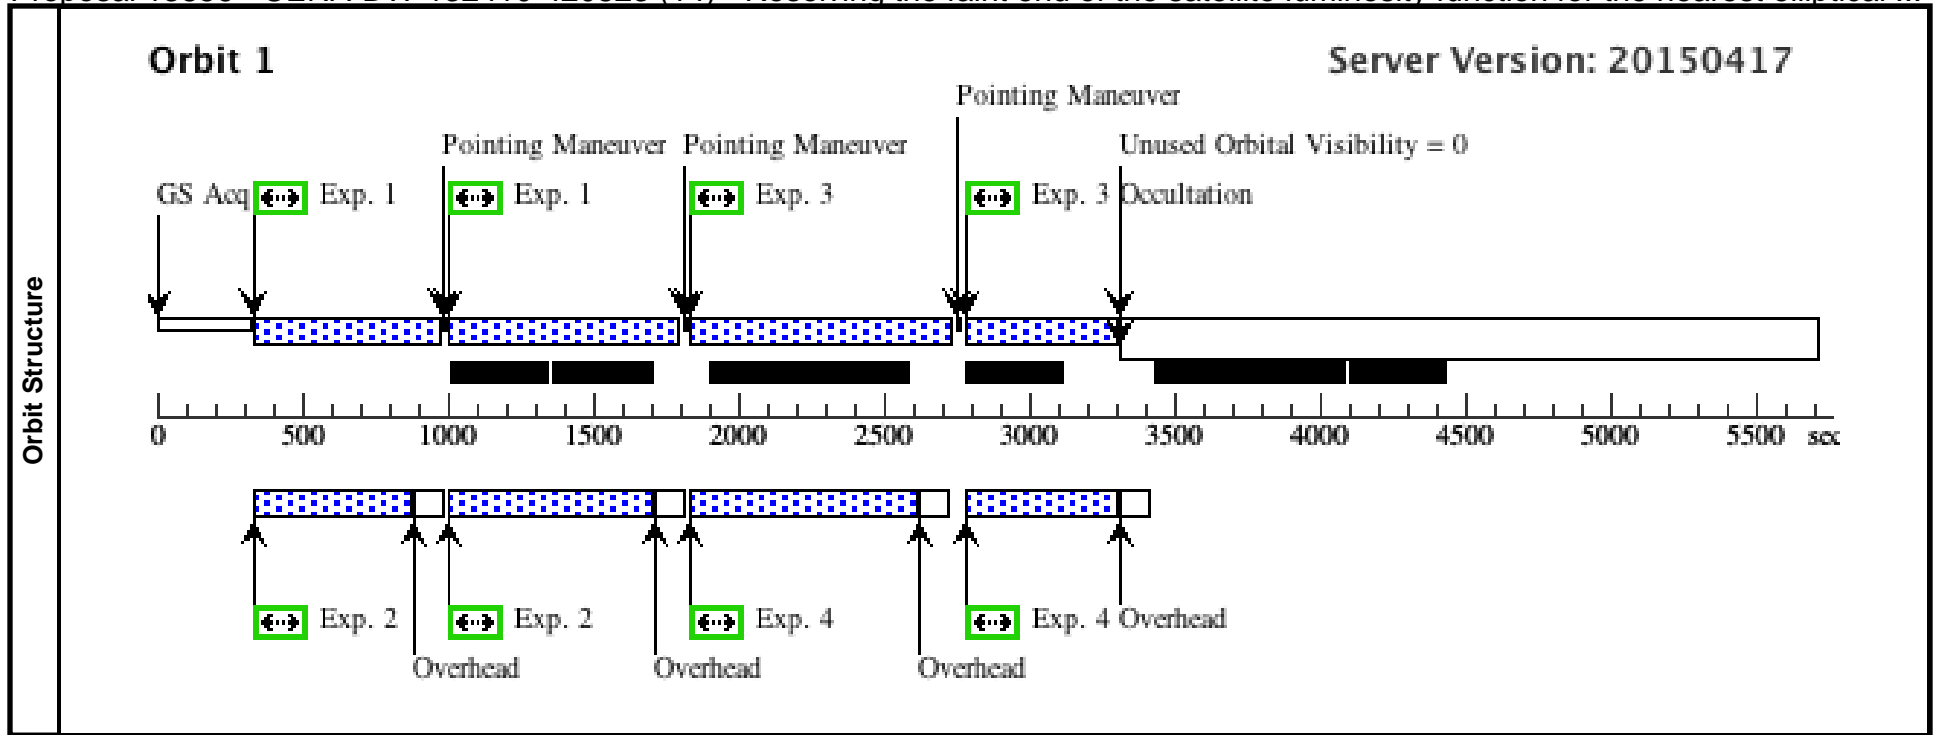 Orbit 1
Server Version: 20150417
Pointing Maneuver
Pointing Maneuver Pointing Maneuver Unused Orbital Visibility = 0
GS Acq Exp. 1 Exp. 1 Exp. 3 Exp. 3 Occultation
Orbit Structure
0 500 1000 1500 2000 2500 3000 3500 4000 4500 5000 5500 sec
Exp. 2 Exp. 2 Exp. 4 Exp. 4 Overhead
Overhead Overhead Overhead